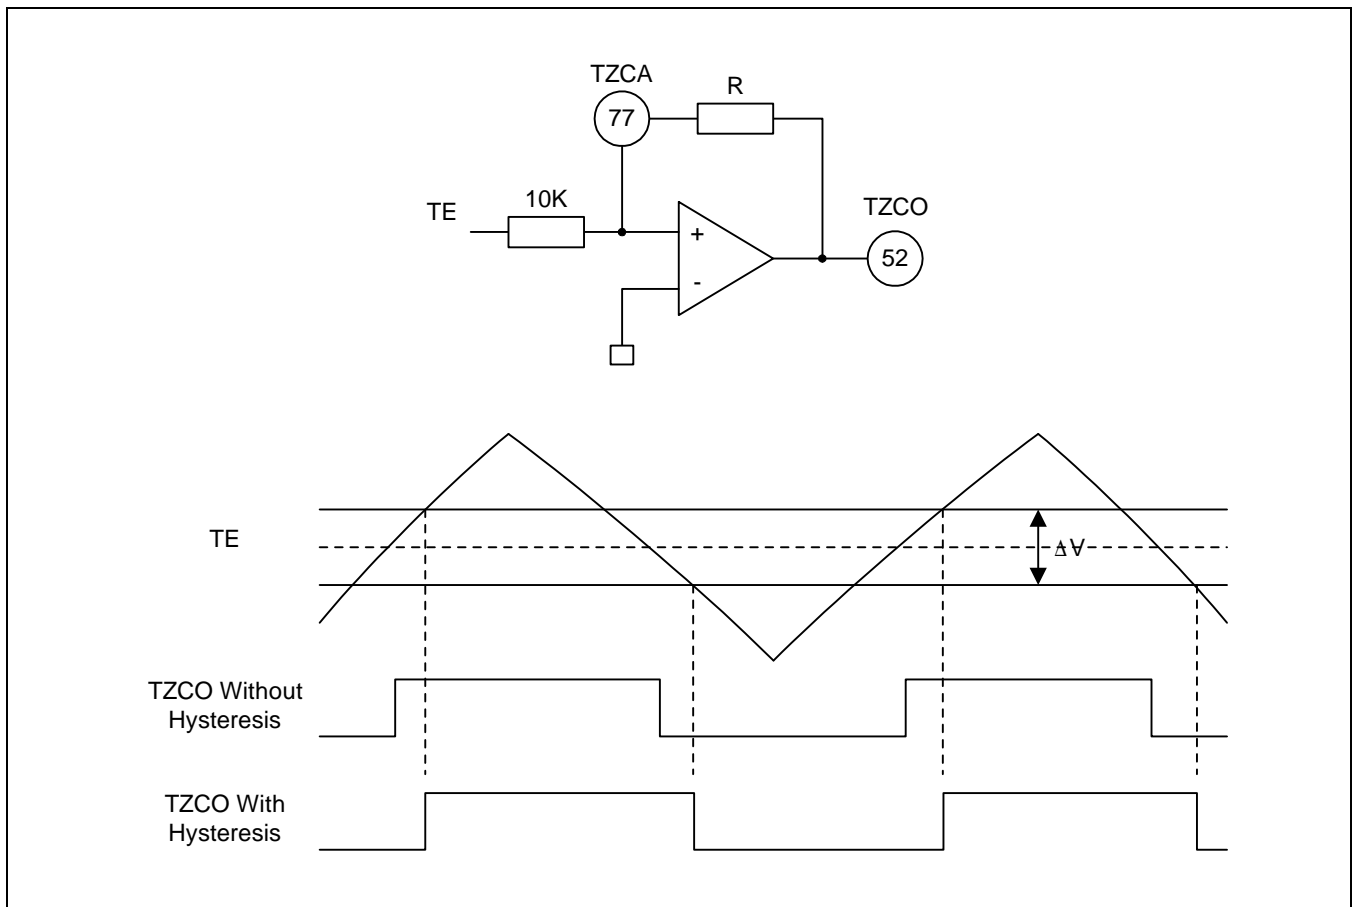 TZCA
R
77
10K
TE
TZCO
+
52
-
TE
ΔV
TZCO Without
Hysteresis
TZCO With
Hysteresis